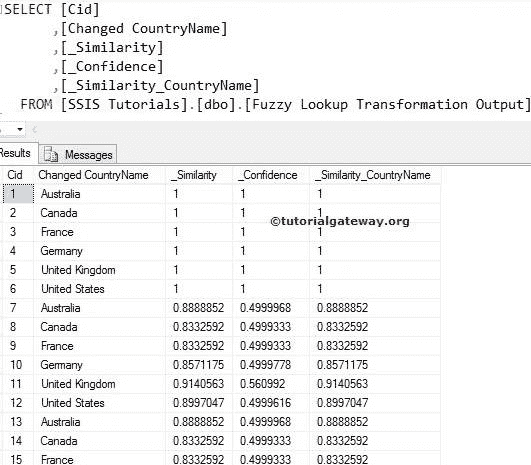 SELECT [Cid]
,[Changed CountryName]
,[_Similarity]
,[_Confidence]
,[_Similarity_CountryName]
FROM [SSIS Tutorials].[dbo].[Fuzzy Lookup Transformation Output]
Results Messages
Cid Changed CountryName _Similarity _Confidence _Similarity_CountryName
1 Australia 1 1 1
2 Canada 1 1 1
©tutorialgateway.org
3 France 1 1 1
4 Germany 1 1 1
5 United Kingdom 1 1 1
6 United States 1 1 1
7 Australia 0.8888852 0.4999968 0.8888852
8 Canada 0.8332592 0.4999333 0.8332592
9 France 0.8332592 0.4999333 0.8332592
10 Germany 0.8571175 0.4999778 0.8571175
11 United Kingdom 0.9140563 0.560992 0.9140563
12 United States 0.8997047 0.4999616 0.8997047
13 Australia 0.8888852 0.4999968 0.8888852
14 Canada 0.8332592 0.4999333 0.8332592
15 France 0.8332592 0.4999333 0.8332592